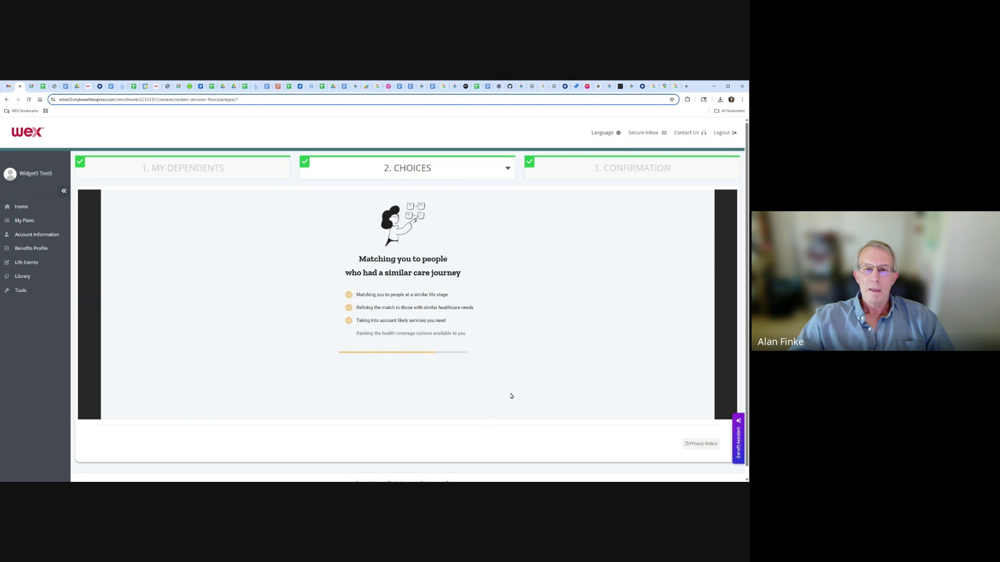 mbe50.mybenefitexpress.com/enrollment/22331351/reclaim/reclaim-decision-flow/plantype/1
WEX Bookmarks
All Bookmarks
wex
Language
Secure Inbox
Contact Us
Logout
Widget5 Test5
Home
My Plans
Account Information
Benefits Profile
Life Events
Library
Tools
1. MY DEPENDENTS
2. CHOICES
3. CONFIRMATION
Matching you to people
who had a similar care journey
Matching you to people at a similar life stage
Refining the match to those with similar healthcare needs
Taking into account likely services you need
Ranking the health coverage options available to you
Privacy Notice
Benefit Assistant
Alan Finke